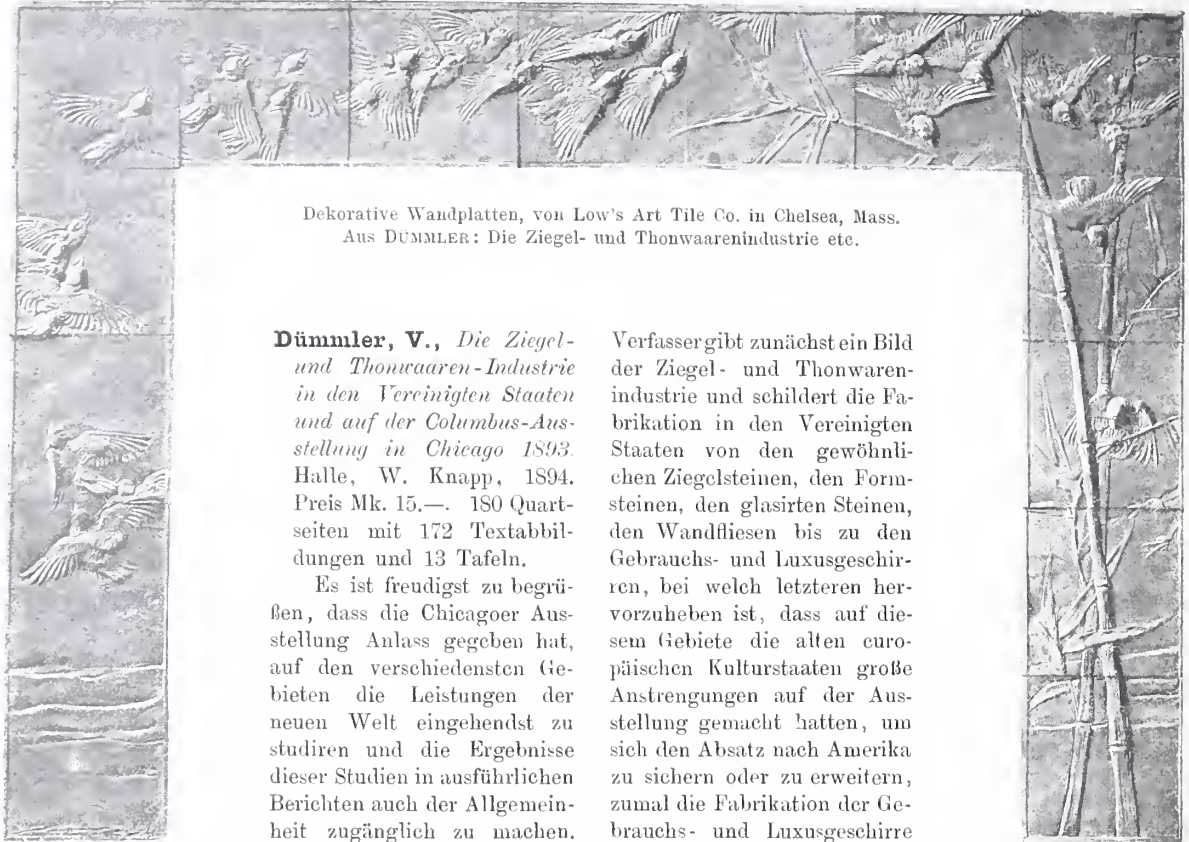 Dekorative Wandplatten, von Low's Art Tile Co. in Chelsea, Mass.
Aus DÜMMLER: Die Ziegel- und Thonwaarenindustrie etc.
Dümmler, V., Die Ziegel-
und Thonwaaren-Industrie
in den Vereinigten Staaten
und auf der Columbus-Aus-
stellung in Chicago 1893.
Halle, W. Knapp, 1894.
Preis Mk. 15.—. 180 Quart-
seiten mit 172 Textabbil-
dungen und 13 Tafeln.
Es ist freudigst zu begrü-
ßen, dass die Chicagoer Aus-
stellung Anlass gegeben hat,
auf den verschiedensten Ge-
bieten die Leistungen der
neuen Welt eingehendst zu
studiren und die Ergebnisse
dieser Studien in ausführlichen
Berichten auch der Allgemein-
heit zugänglich zu machen.
Verfasser gibt zunächst ein Bild
der Ziegel- und Thonwaren-
industrie und schildert die Fa-
brikation in den Vereinigten
Staaten von den gewöhnli-
chen Ziegelsteinen, den Form-
steinen, den glasirten Steinen,
den Wandfliesen bis zu den
Gebrauchs- und Luxusgeschir-
ren, bei welch letzteren her-
vorzuheben ist, dass auf die-
sem Gebiete die alten euro-
päischen Kulturstaaten große
Anstrengungen auf der Aus-
stellung gemacht hatten, um
sich den Absatz nach Amerika
zu sichern oder zu erweitern,
zumal die Fabrikation der Ge-
brauchs- und Luxusgeschirre